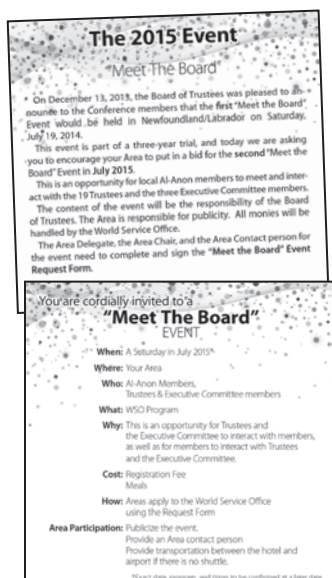 The 2015 Event
"Meet The Board"
On December 13, 2013, the Board of Trustees was pleased to an-
nounce to the Conference members that the first "Meet the Board"
Event would be held in Newfoundland/Labrador on Saturday,
July 19, 2014.
This event is part of a three-year trial, and today we are asking
you to encourage your Area to put in a bid for the second "Meet the
Board" Event in July 2015.
This is an opportunity for local Al-Anon members to meet and inter-
act with the 19 Trustees and the three Executive Committee members.
The content of the event will be the responsibility of the Board
of Trustees. The Area is responsible for publicity. All monies will be
handled by the World Service Office.
The Area Delegate, the Area Chair, and the Area Contact person for
the event need to complete and sign the "Meet the Board" Event
Request Form.
You are cordially invited to a
"Meet The Board"
EVENT
When: A Saturday in July 2015*
Where: Your Area
Who: Al-Anon Members,
Trustees & Executive Committee members
What: WSO Program
Why: This is an opportunity for Trustees and
the Executive Committee to interact with members,
as well as for members to interact with Trustees
and the Executive Committee.
Cost: Registration Fee
Meals
How: Areas apply to the World Service Office
using the Request Form
Area Participation: Publicize the event.
Provide an Area contact person
Provide transportation between the hotel and
airport if there is no shuttle.
*Exact date, program, and times to be confirmed at a later date